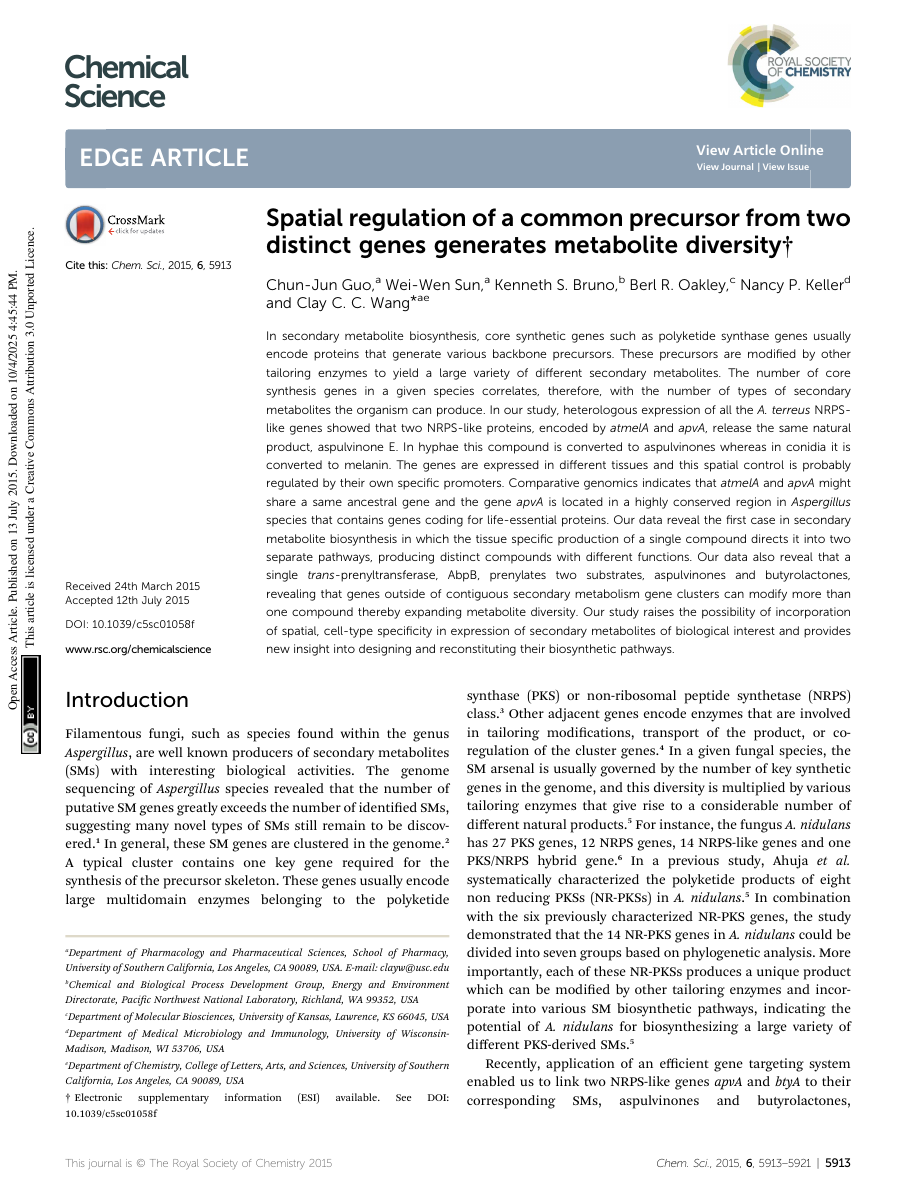 Chemical
Science
ROYAL SOCIETY
OF CHEMISTRY
EDGE ARTICLE
View Article Online
View Journal | View Issue
Open Access Article. Published on 13 July 2015. Downloaded on 10/4/2025 4:45:44 PM.
This article is licensed under a Creative Commons Attribution 3.0 Unported Licence.
(cc) BY
CrossMark
click for updates
Cite this: Chem. Sci., 2015, 6, 5913
Received 24th March 2015
Accepted 12th July 2015
DOI: 10.1039/c5sc01058f
www.rsc.org/chemicalscience
Spatial regulation of a common precursor from two
distinct genes generates metabolite diversity†
Chun-Jun Guo,ᵃ Wei-Wen Sun,ᵃ Kenneth S. Bruno,ᵇ Berl R. Oakley,ᶜ Nancy P. Kellerᵈ
and Clay C. C. Wang*ᵃᵉ
In secondary metabolite biosynthesis, core synthetic genes such as polyketide synthase genes usually
encode proteins that generate various backbone precursors. These precursors are modified by other
tailoring enzymes to yield a large variety of different secondary metabolites. The number of core
synthesis genes in a given species correlates, therefore, with the number of types of secondary
metabolites the organism can produce. In our study, heterologous expression of all the A. terreus NRPS-
like genes showed that two NRPS-like proteins, encoded by atmelA and apvA, release the same natural
product, aspulvinone E. In hyphae this compound is converted to aspulvinones whereas in conidia it is
converted to melanin. The genes are expressed in different tissues and this spatial control is probably
regulated by their own specific promoters. Comparative genomics indicates that atmelA and apvA might
share a same ancestral gene and the gene apvA is located in a highly conserved region in Aspergillus
species that contains genes coding for life-essential proteins. Our data reveal the first case in secondary
metabolite biosynthesis in which the tissue specific production of a single compound directs it into two
separate pathways, producing distinct compounds with different functions. Our data also reveal that a
single trans-prenyltransferase, AbpB, prenylates two substrates, aspulvinones and butyrolactones,
revealing that genes outside of contiguous secondary metabolism gene clusters can modify more than
one compound thereby expanding metabolite diversity. Our study raises the possibility of incorporation
of spatial, cell-type specificity in expression of secondary metabolites of biological interest and provides
new insight into designing and reconstituting their biosynthetic pathways.
Introduction
Filamentous fungi, such as species found within the genus
Aspergillus, are well known producers of secondary metabolites
(SMs) with interesting biological activities. The genome
sequencing of Aspergillus species revealed that the number of
putative SM genes greatly exceeds the number of identified SMs,
suggesting many novel types of SMs still remain to be discov-
ered.¹ In general, these SM genes are clustered in the genome.²
A typical cluster contains one key gene required for the
synthesis of the precursor skeleton. These genes usually encode
large multidomain enzymes belonging to the polyketide
ᵃDepartment of Pharmacology and Pharmaceutical Sciences, School of Pharmacy,
University of Southern California, Los Angeles, CA 90089, USA. E-mail: clayw@usc.edu
ᵇChemical and Biological Process Development Group, Energy and Environment
Directorate, Pacific Northwest National Laboratory, Richland, WA 99352, USA
ᶜDepartment of Molecular Biosciences, University of Kansas, Lawrence, KS 66045, USA
ᵈDepartment of Medical Microbiology and Immunology, University of Wisconsin-
Madison, Madison, WI 53706, USA
ᵉDepartment of Chemistry, College of Letters, Arts, and Sciences, University of Southern
California, Los Angeles, CA 90089, USA
† Electronic supplementary information (ESI) available. See DOI:
10.1039/c5sc01058f
synthase (PKS) or non-ribosomal peptide synthetase (NRPS)
class.³ Other adjacent genes encode enzymes that are involved
in tailoring modifications, transport of the product, or co-
regulation of the cluster genes.⁴ In a given fungal species, the
SM arsenal is usually governed by the number of key synthetic
genes in the genome, and this diversity is multiplied by various
tailoring enzymes that give rise to a considerable number of
different natural products.⁵ For instance, the fungus A. nidulans
has 27 PKS genes, 12 NRPS genes, 14 NRPS-like genes and one
PKS/NRPS hybrid gene.⁶ In a previous study, Ahuja et al.
systematically characterized the polyketide products of eight
non reducing PKSs (NR-PKSs) in A. nidulans.⁵ In combination
with the six previously characterized NR-PKS genes, the study
demonstrated that the 14 NR-PKS genes in A. nidulans could be
divided into seven groups based on phylogenetic analysis. More
importantly, each of these NR-PKSs produces a unique product
which can be modified by other tailoring enzymes and incor-
porate into various SM biosynthetic pathways, indicating the
potential of A. nidulans for biosynthesizing a large variety of
different PKS-derived SMs.⁵
Recently, application of an efficient gene targeting system
enabled us to link two NRPS-like genes apvA and btyA to their
corresponding SMs, aspulvinones and butyrolactones,
This journal is © The Royal Society of Chemistry 2015
Chem. Sci., 2015, 6, 5913–5921 | 5913